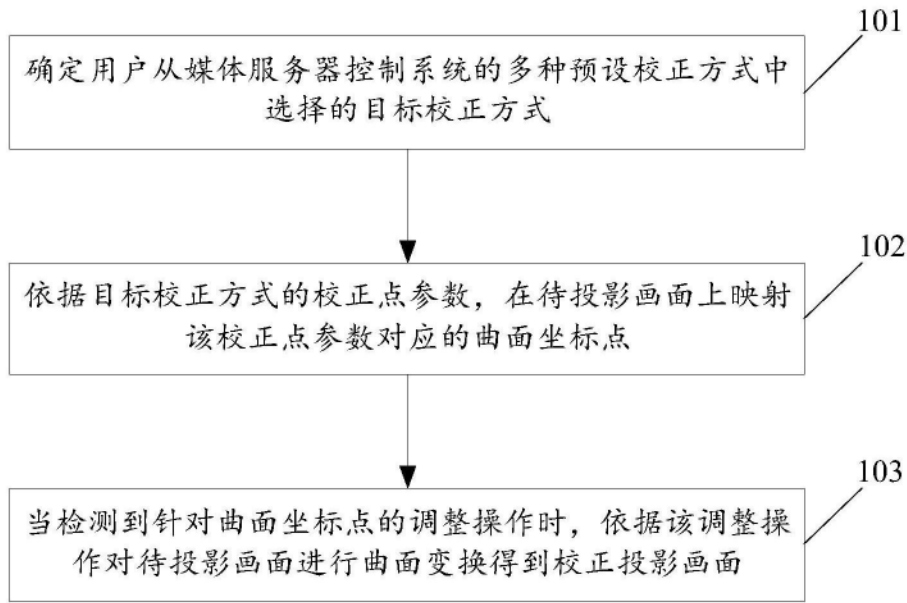 101
确定用户从媒体服务器控制系统的多种预设校正方式中
选择的目标校正方式
102
依据目标校正方式的校正点参数，在待投影画面上映射
该校正点参数对应的曲面坐标点
103
当检测到针对曲面坐标点的调整操作时，依据该调整操
作对待投影画面进行曲面变换得到校正投影画面